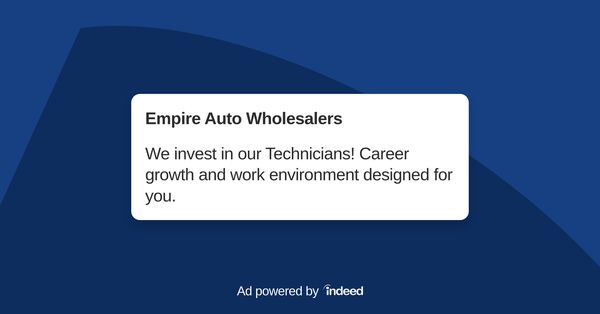 Empire Auto Wholesalers
We invest in our Technicians! Career
growth and work environment designed for
you.
Ad powered by indeed